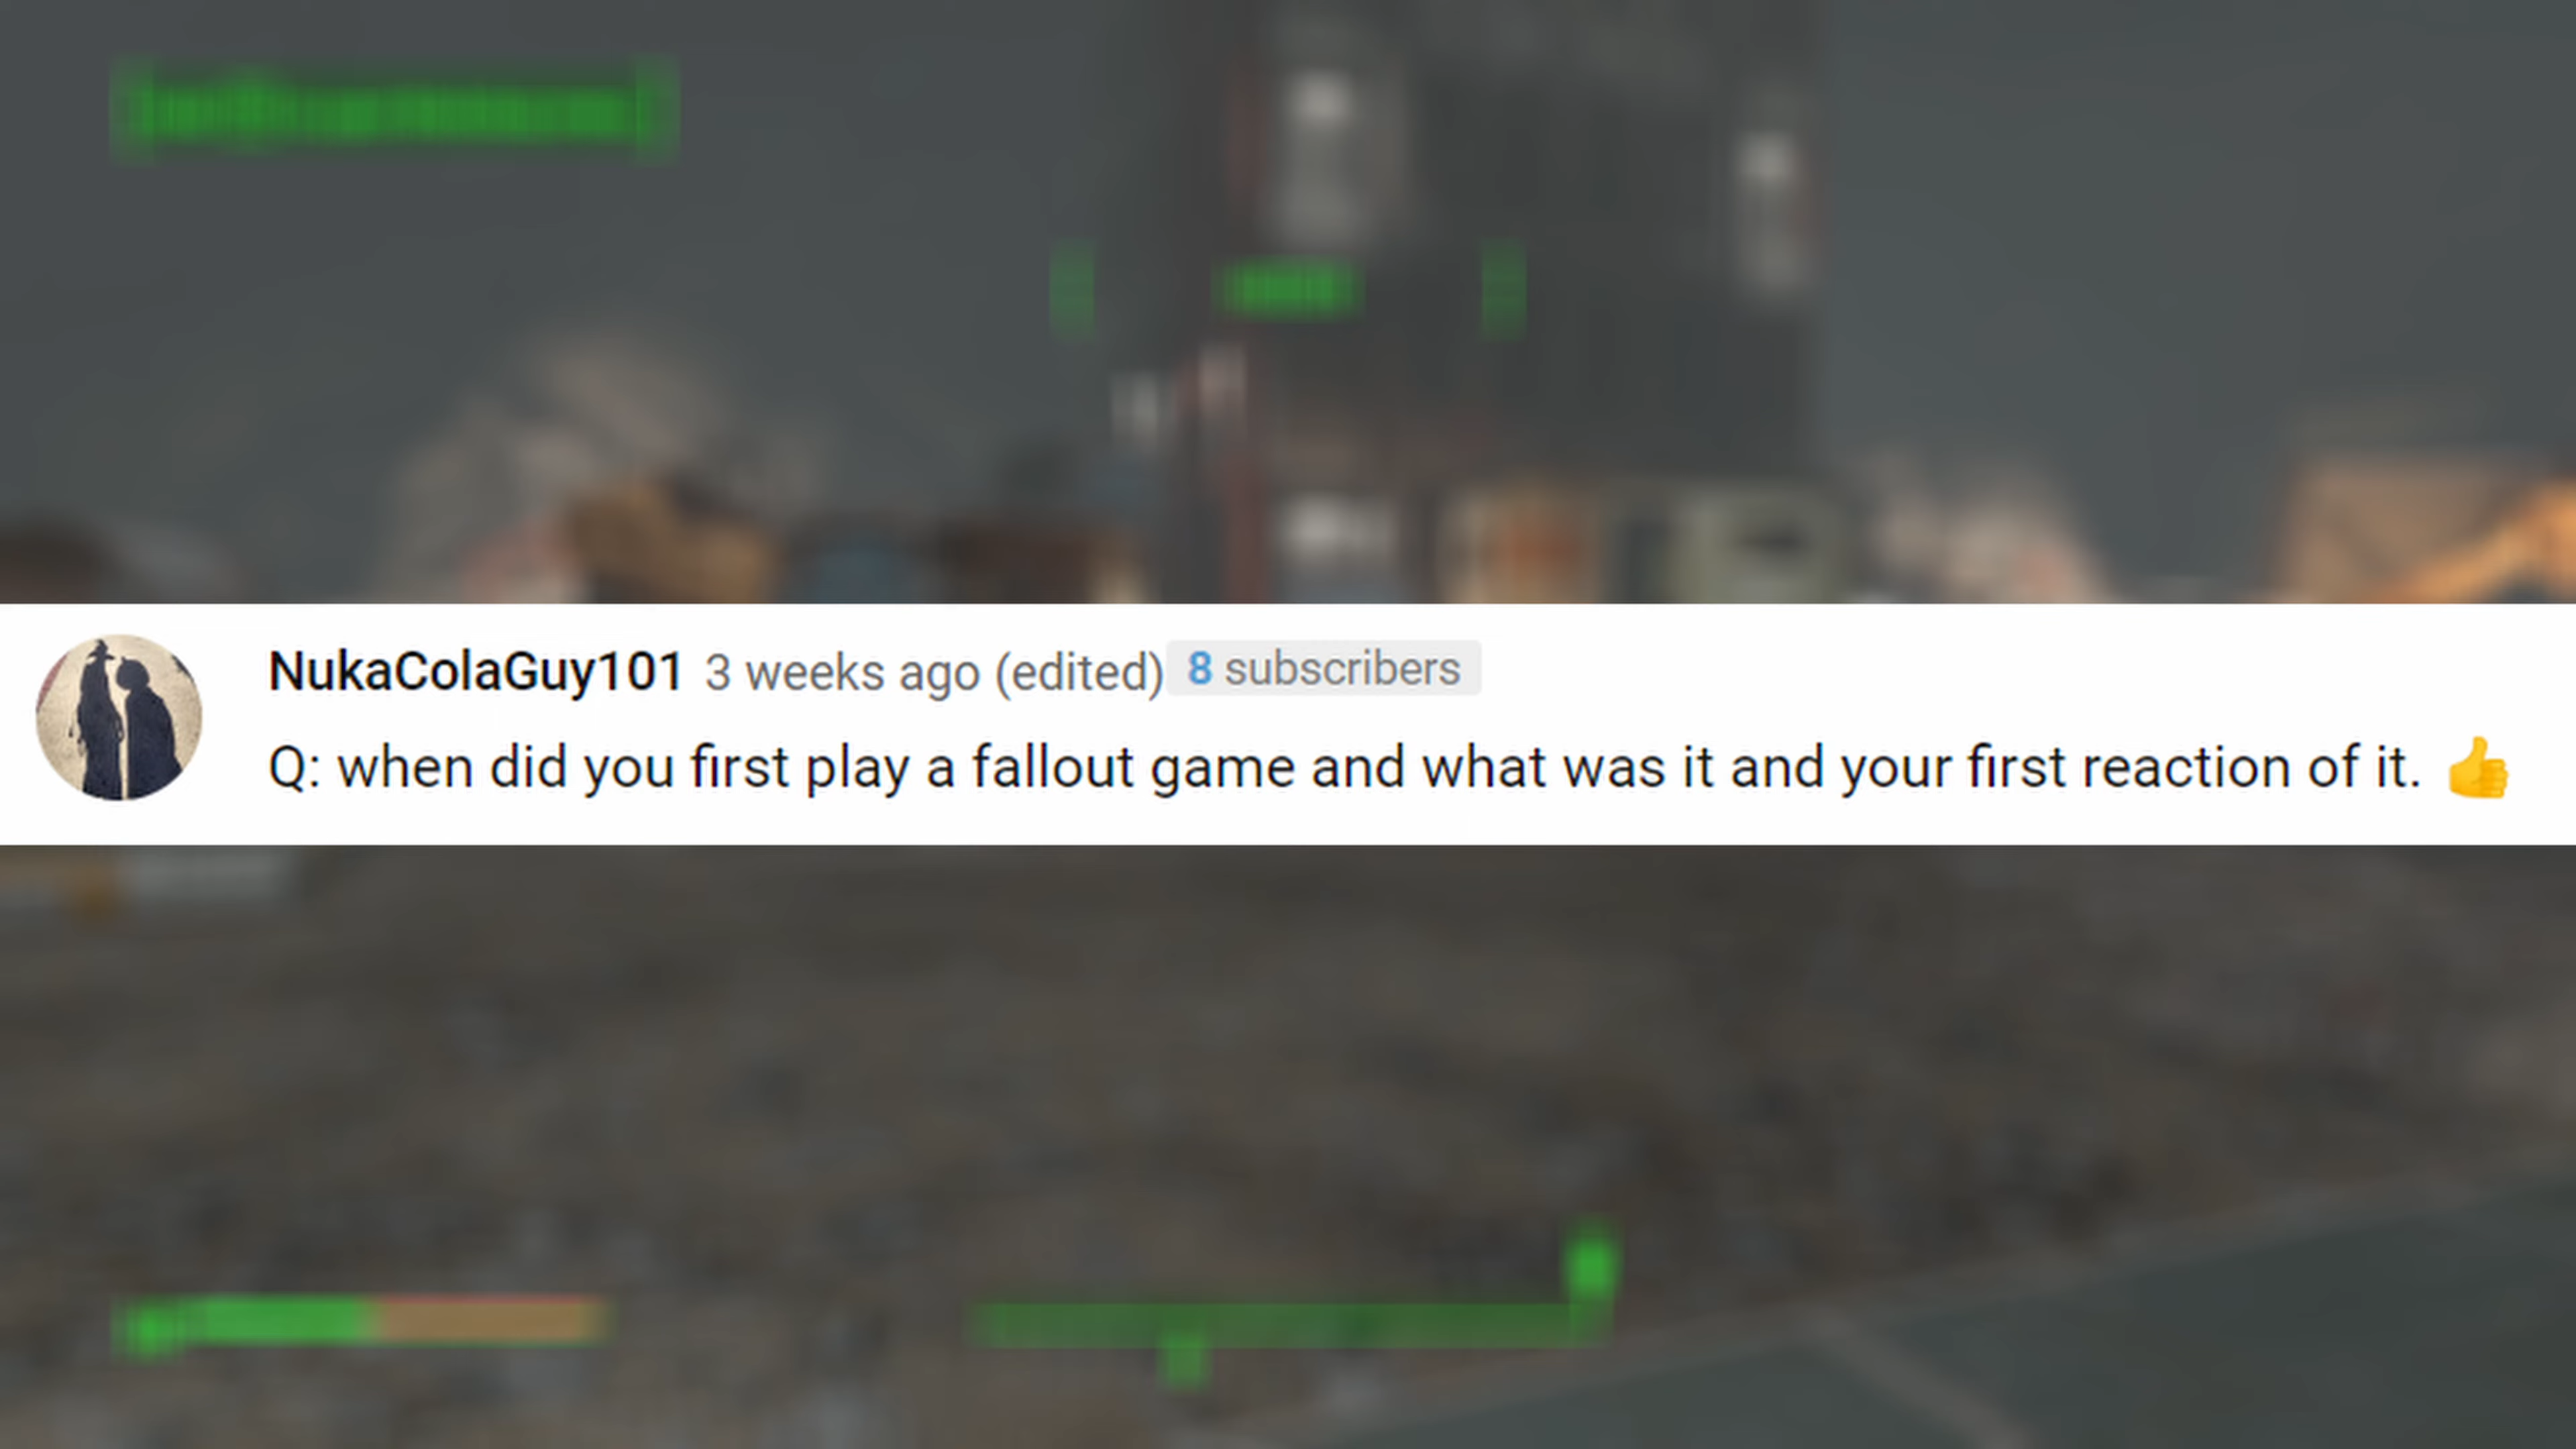 NukaColaGuy101 3 weeks ago (edited) 8 subscribers
Q: when did you first play a fallout game and what was it and your first reaction of it. 👍